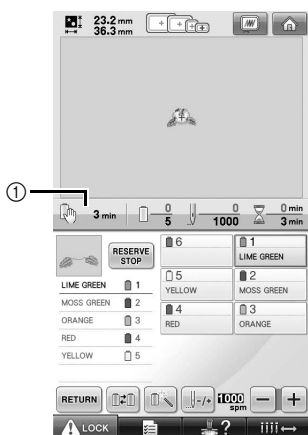 23.2 mm
36.3 mm
①
3 min
0
5
0
1000
0 min
3 min
RESERVE
STOP
LIME GREEN 1
MOSS GREEN 2
ORANGE 3
RED 4
YELLOW 5
6
1
LIME GREEN
5
YELLOW
2
MOSS GREEN
4
RED
3
ORANGE
RETURN
-/+
1000
spm
− +
LOCK
?